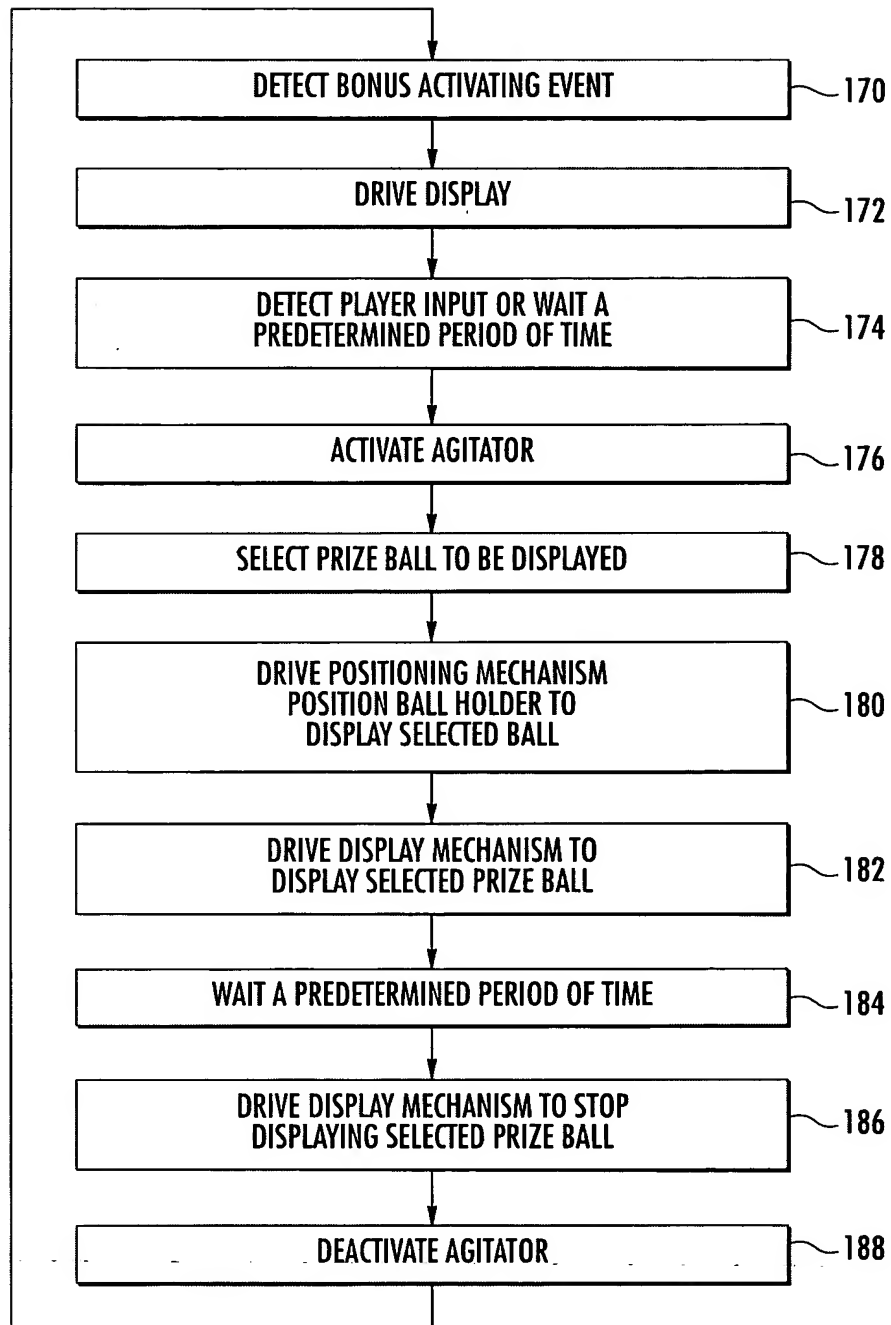 DETECT BONUS ACTIVATING EVENT
170
DRIVE DISPLAY
172
DETECT PLAYER INPUT OR WAIT A
PREDETERMINED PERIOD OF TIME
174
ACTIVATE AGITATOR
176
SELECT PRIZE BALL TO BE DISPLAYED
178
DRIVE POSITIONING MECHANISM
POSITION BALL HOLDER TO
DISPLAY SELECTED BALL
180
DRIVE DISPLAY MECHANISM TO
DISPLAY SELECTED PRIZE BALL
182
WAIT A PREDETERMINED PERIOD OF TIME
184
DRIVE DISPLAY MECHANISM TO STOP
DISPLAYING SELECTED PRIZE BALL
186
DEACTIVATE AGITATOR
188